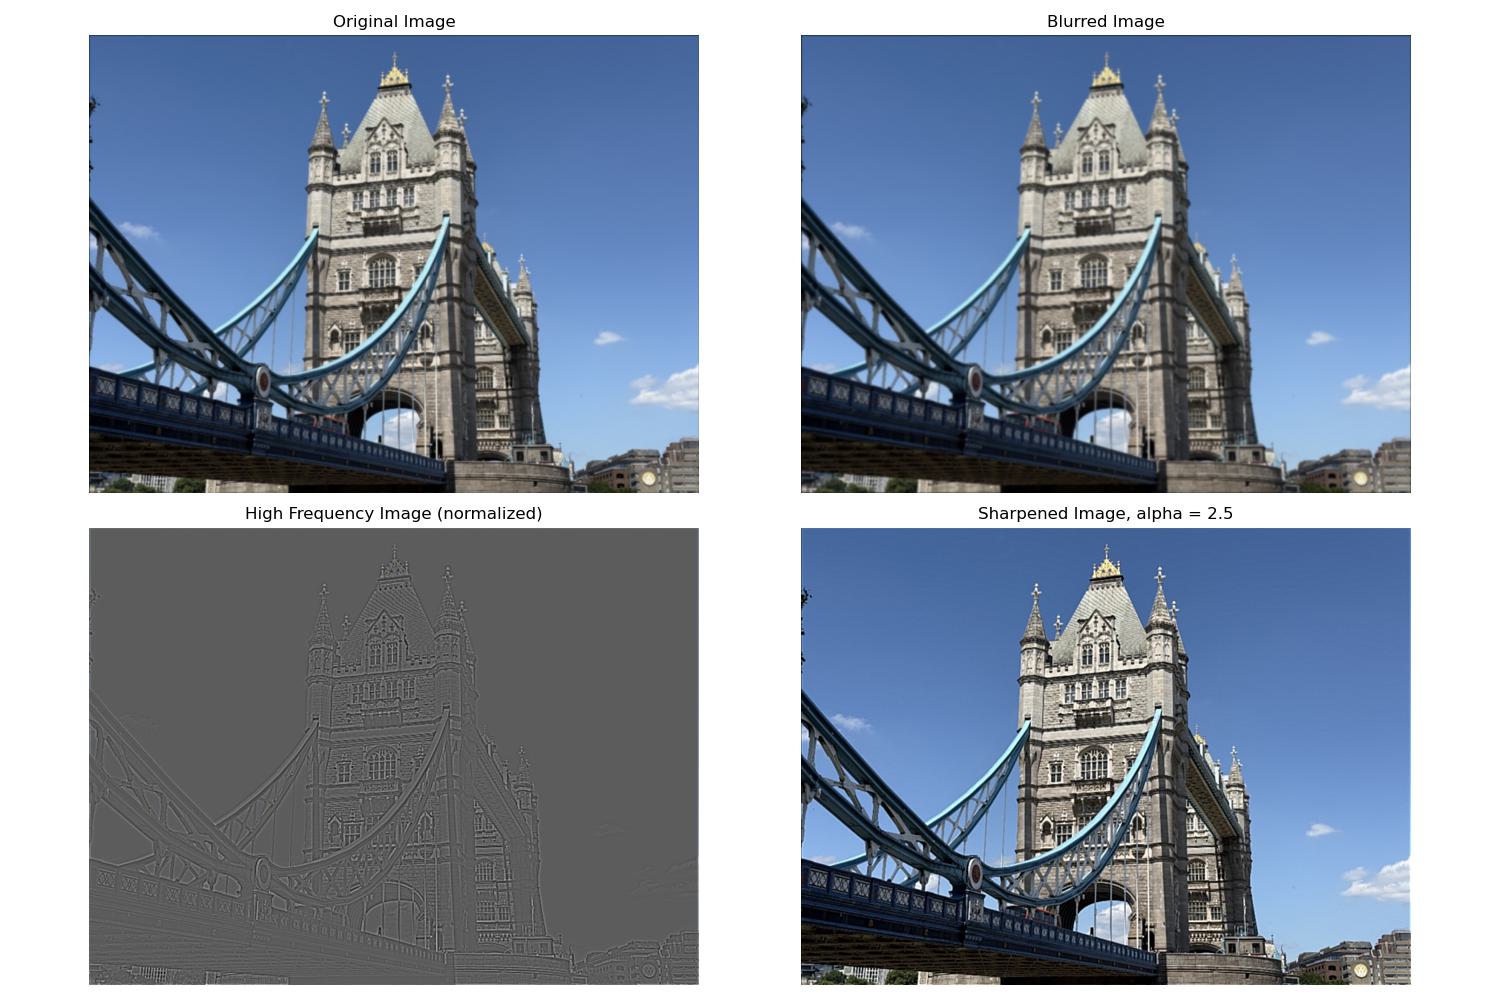 Original Image
Blurred Image
High Frequency Image (normalized)
Sharpened Image, alpha = 2.5